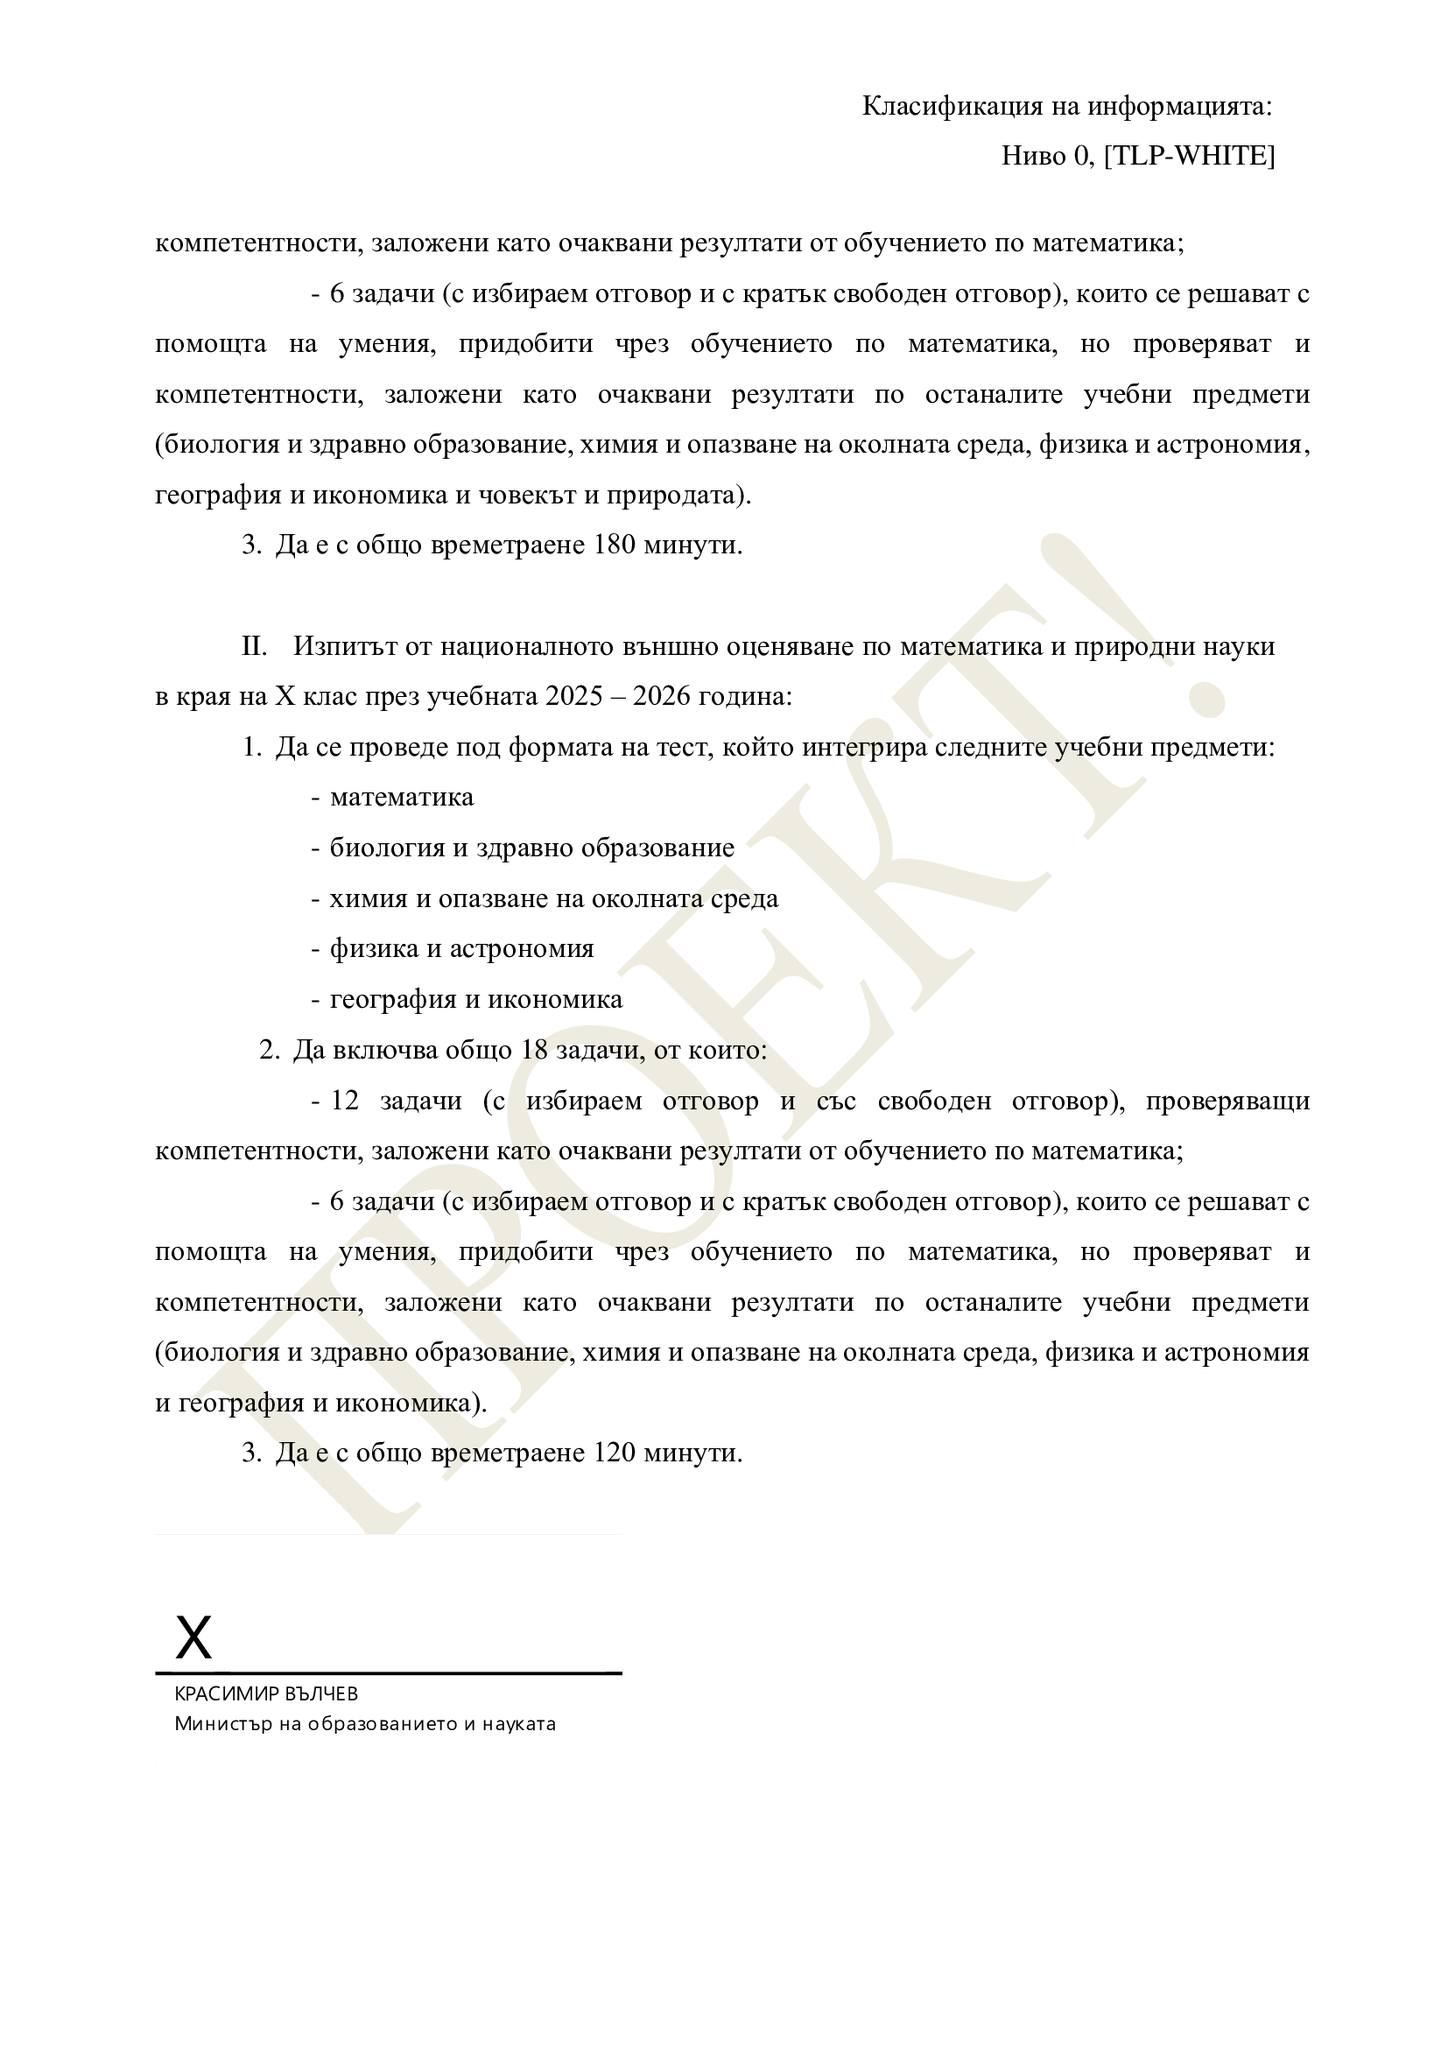 Класификация на информацията:
Ниво 0, [TLP-WHITE]
компетентности, заложени като очаквани резултати от обучението по математика;
- 6 задачи (с избираем отговор и с кратък свободен отговор), които се решават с
помощта на умения, придобити чрез обучението по математика, но проверяват и
компетентности, заложени като очаквани резултати по останалите учебни предмети
(биология и здравно образование, химия и опазване на околната среда, физика и астрономия,
география и икономика и човекът и природата).
3. Да е с общо времетраене 180 минути.
II. Изпитът от националното външно оценяване по математика и природни науки
в края на X клас през учебната 2025 – 2026 година:
1. Да се проведе под формата на тест, който интегрира следните учебни предмети:
- математика
- биология и здравно образование
- химия и опазване на околната среда
- физика и астрономия
- география и икономика
2. Да включва общо 18 задачи, от които:
- 12 задачи (с избираем отговор и със свободен отговор), проверяващи
компетентности, заложени като очаквани резултати от обучението по математика;
- 6 задачи (с избираем отговор и с кратък свободен отговор), които се решават с
помощта на умения, придобити чрез обучението по математика, но проверяват и
компетентности, заложени като очаквани резултати по останалите учебни предмети
(биология и здравно образование, химия и опазване на околната среда, физика и астрономия
и география и икономика).
3. Да е с общо времетраене 120 минути.
ПРОЕКТ!
X
КРАСИМИР ВЪЛЧЕВ
Министър на образованието и науката